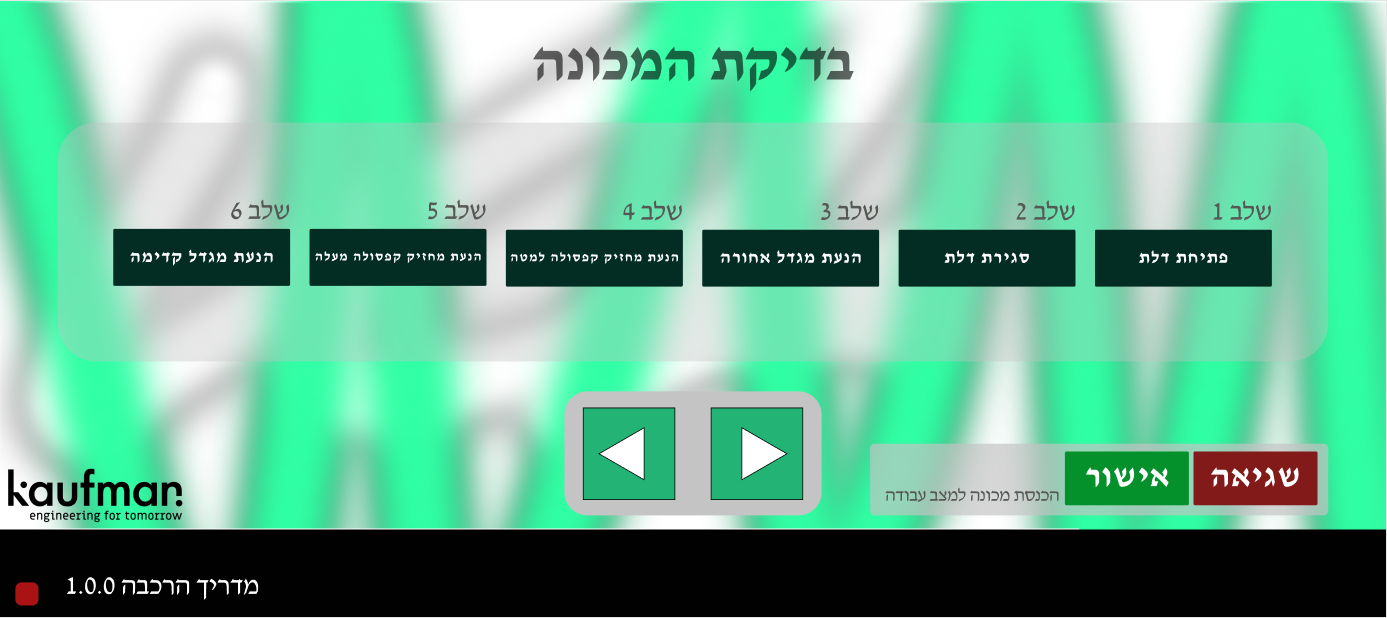 בדיקת המכונה
שלב 1
פתיחת דלת
שלב 2
סגירת דלת
שלב 3
הנעת מגדל אחורה
שלב 4
הנעת מחזיק קפסולה למטה
שלב 5
הנעת מחזיק קפסולה מעלה
שלב 6
הנעת מגדל קדימה
שגיאה
אישור
הכנסת מכונה למצב עבודה
kaufman
engineering for tomorrow
מדריך הרכבה 1.0.0